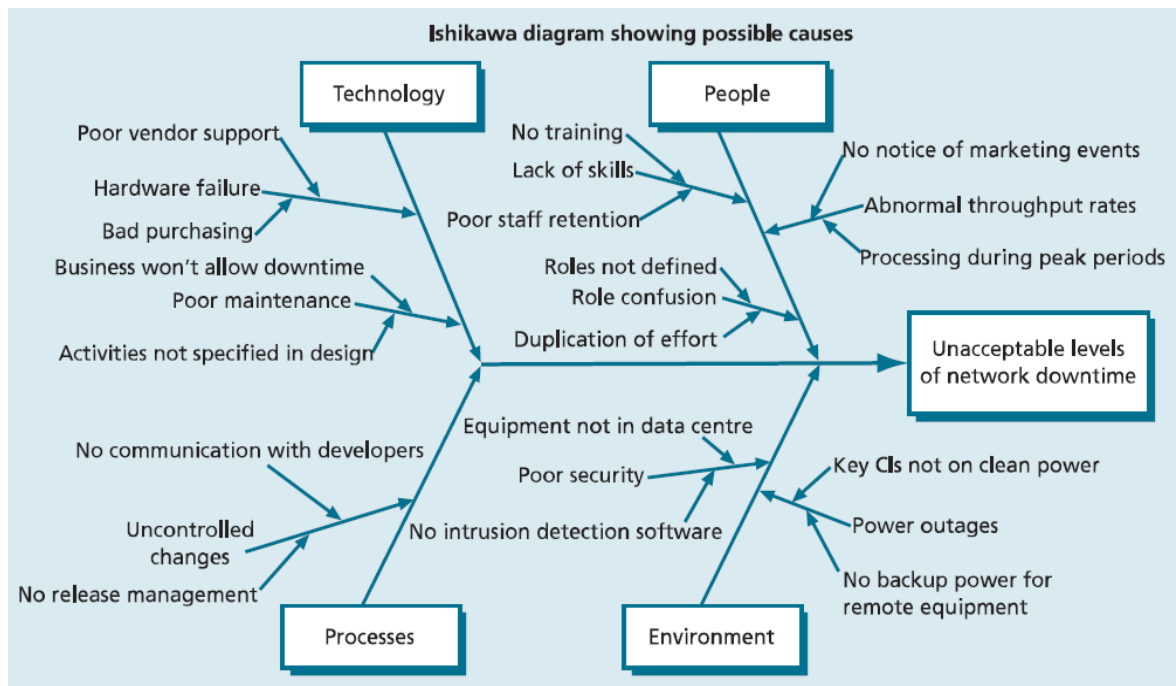 Ishikawa diagram showing possible causes
Technology
People
Poor vendor support
Hardware failure
Bad purchasing
Business won't allow downtime
Poor maintenance
Activities not specified in design
No training
Lack of skills
Poor staff retention
No notice of marketing events
Abnormal throughput rates
Processing during peak periods
Roles not defined
Role confusion
Duplication of effort
Unacceptable levels
of network downtime
No communication with developers
Uncontrolled
changes
No release management
Equipment not in data centre
Poor security
No intrusion detection software
Key CIs not on clean power
Power outages
No backup power for
remote equipment
Processes
Environment